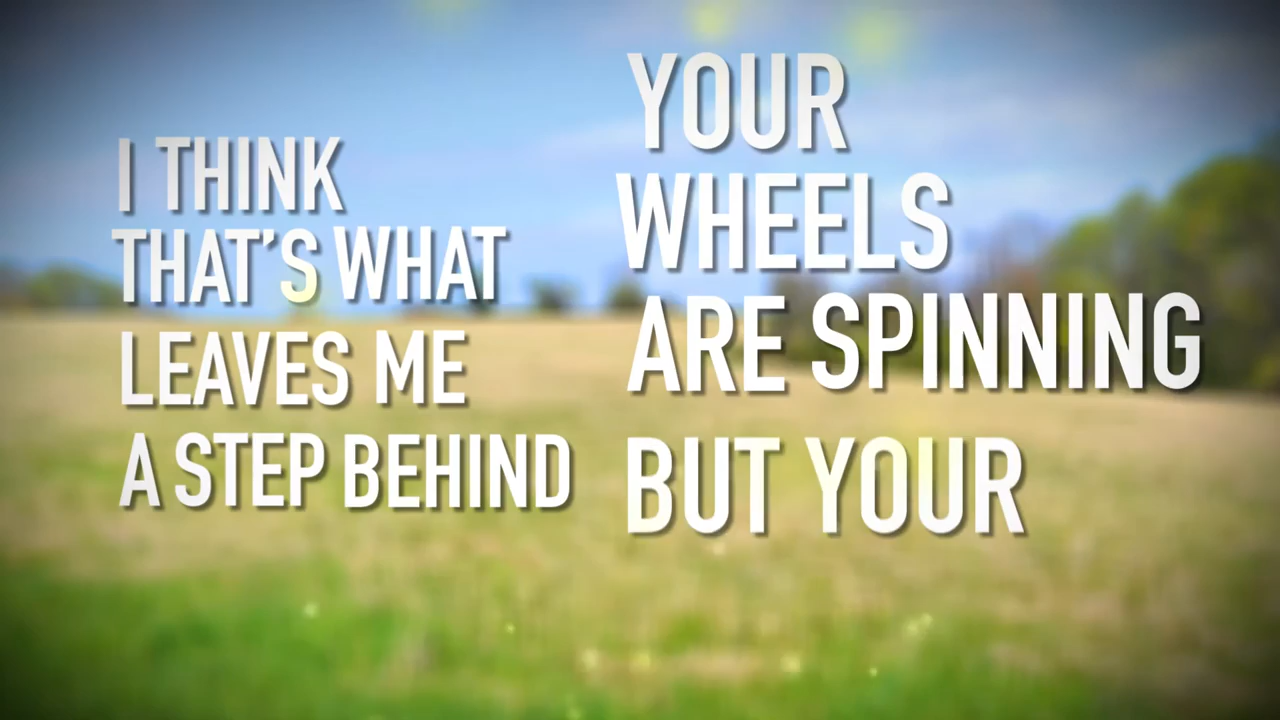 I THINK
THAT’S WHAT
LEAVES ME
A STEP BEHIND
YOUR
WHEELS
ARE SPINNING
BUT YOUR